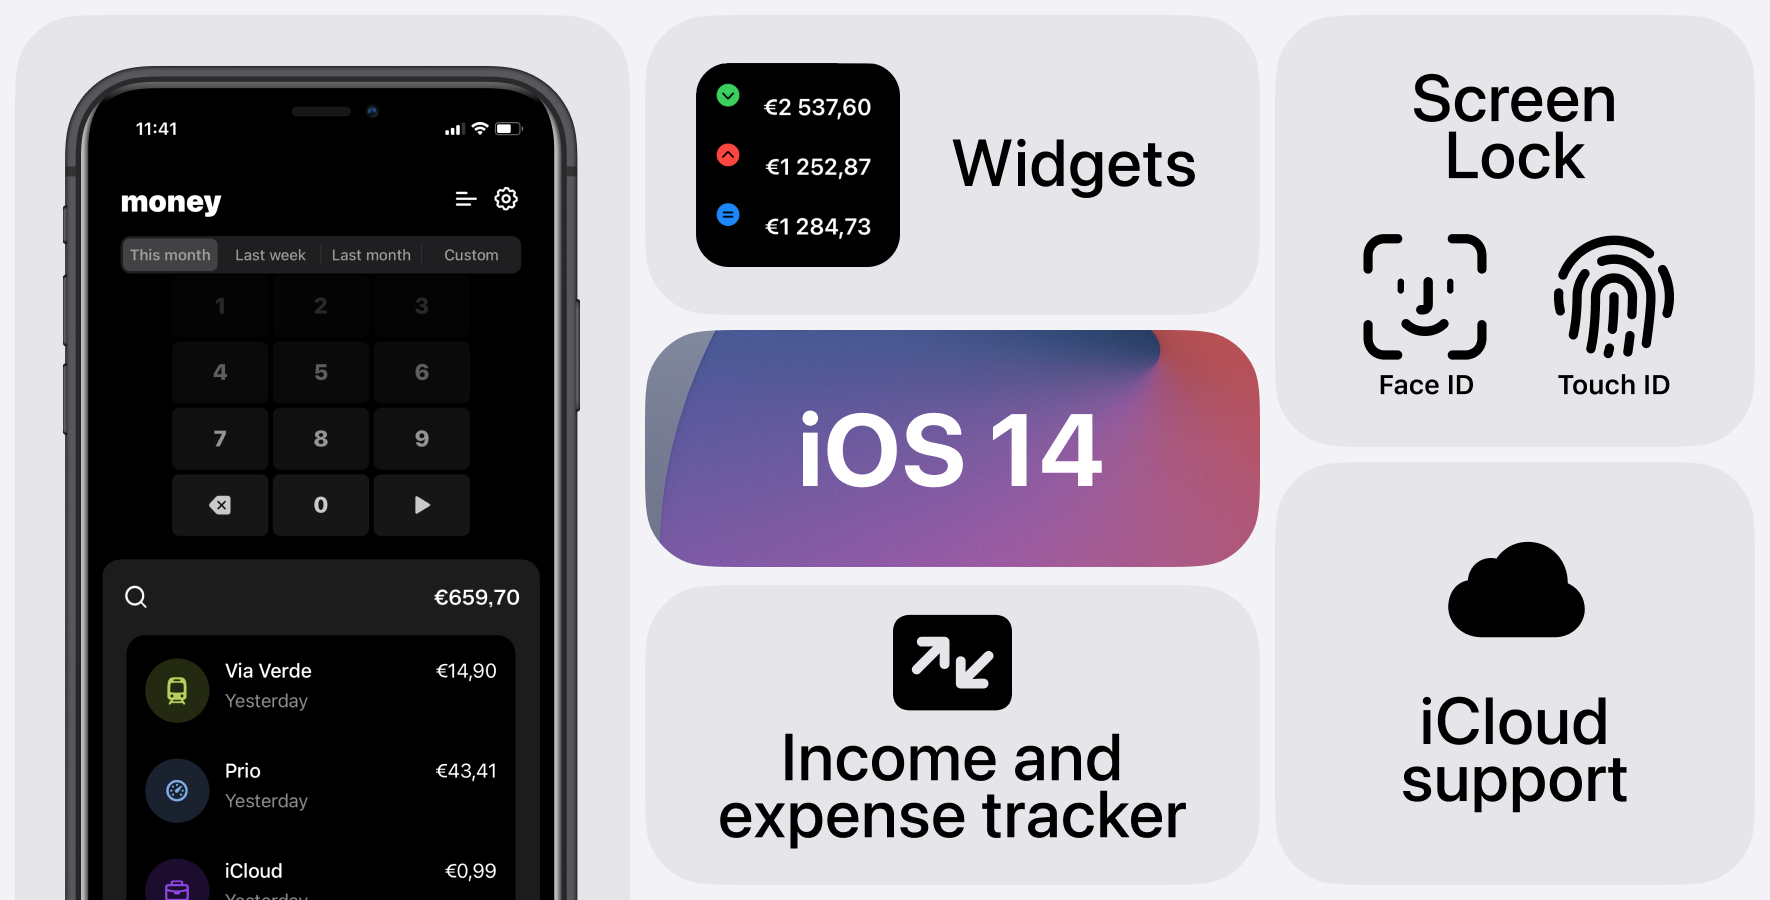 11:41
money
This month Last week Last month Custom
1 2 3
4 5 6
7 8 9
0
€659,70
Via Verde €14,90
Yesterday
Prio €43,41
Yesterday
iCloud €0,99
Yesterday
€2 537,60
€1 252,87
€1 284,73
Widgets
iOS 14
Income and
expense tracker
Screen
Lock
Face ID Touch ID
iCloud
support